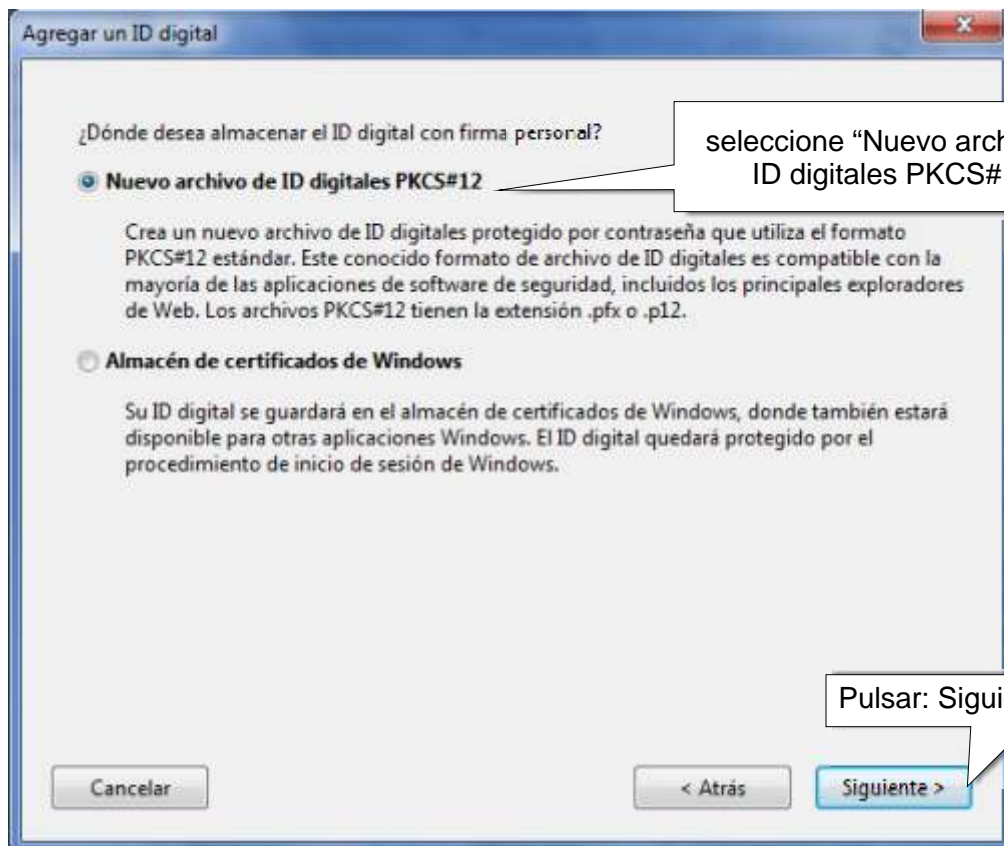 Agregar un ID digital
¿Dónde desea almacenar el ID digital con firma personal?
seleccione “Nuevo arch
ID digitales PKCS#
Nuevo archivo de ID digitales PKCS#12
Crea un nuevo archivo de ID digitales protegido por contraseña que utiliza el formato
PKCS#12 estándar. Este conocido formato de archivo de ID digitales es compatible con la
mayoría de las aplicaciones de software de seguridad, incluidos los principales exploradores
de Web. Los archivos PKCS#12 tienen la extensión .pfx o .p12.
Almacén de certificados de Windows
Su ID digital se guardará en el almacén de certificados de Windows, donde también estará
disponible para otras aplicaciones Windows. El ID digital quedará protegido por el
procedimiento de inicio de sesión de Windows.
Pulsar: Sigui
Cancelar
< Atrás
Siguiente >